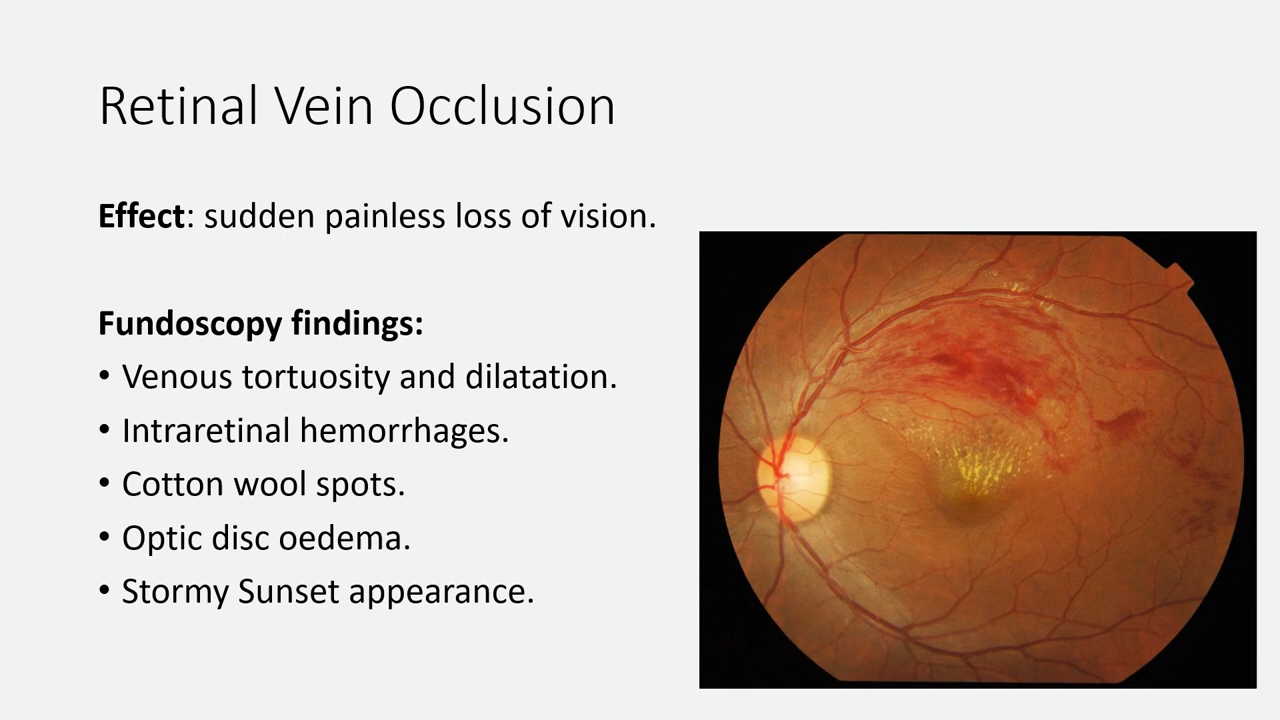 Retinal Vein Occlusion
Effect: sudden painless loss of vision.
Fundoscopy findings:
• Venous tortuosity and dilatation.
• Intraretinal hemorrhages.
• Cotton wool spots.
• Optic disc oedema.
• Stormy Sunset appearance.